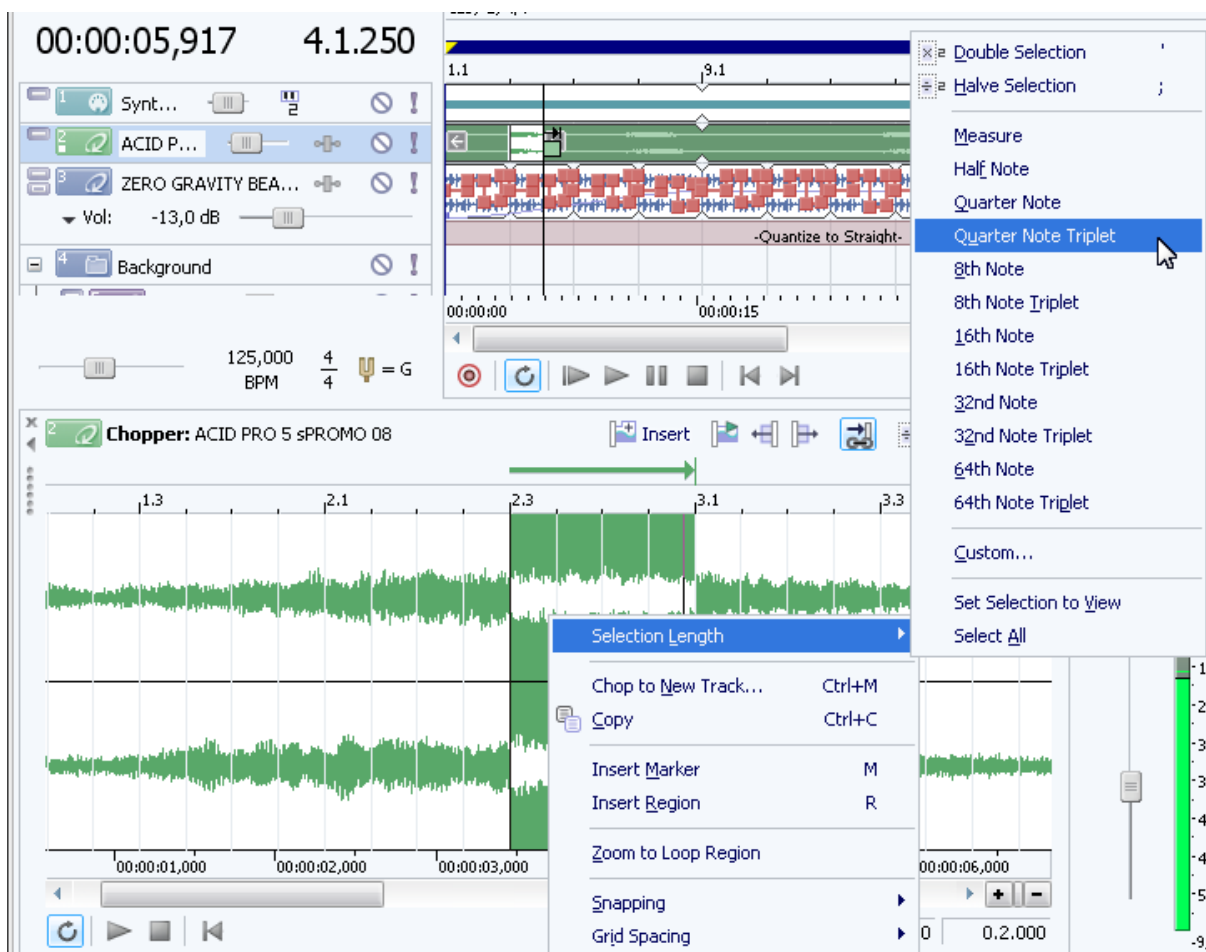 00:00:05,917 4.1.250
1.1 9.1
1 Synt... 2
2 ACID P...
3 ZERO GRAVITY BEA...
Vol: -13,0 dB
-Quantize to Straight-
4 Background
00:00:00 00:00:15
125,000 4 = G
BPM 4
2 Chopper: ACID PRO 5 sPROMO 08 Insert
1.3 2.1 2.3 3.1 3.3
00:00:01,000 00:00:02,000 00:00:03,000 00:00:06,000
0 0.2.000
Double Selection '
Halve Selection ;
Measure
Half Note
Quarter Note
Quarter Note Triplet
8th Note
8th Note Triplet
16th Note
16th Note Triplet
32nd Note
32nd Note Triplet
64th Note
64th Note Triplet
Custom...
Set Selection to View
Select All
Selection Length
Chop to New Track... Ctrl+M
Copy Ctrl+C
Insert Marker M
Insert Region R
Zoom to Loop Region
Snapping
Grid Spacing